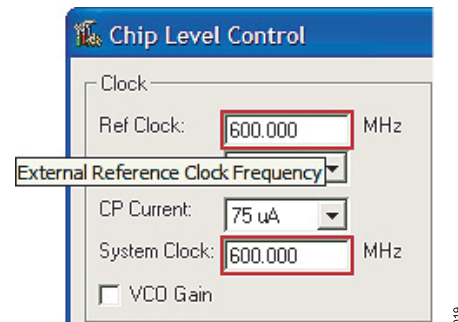 Chip Level Control
Clock
Ref Clock: 600.000 MHz
External Reference Clock Frequency
CP Current: 75 uA
System Clock: 600.000 MHz
VCO Gain